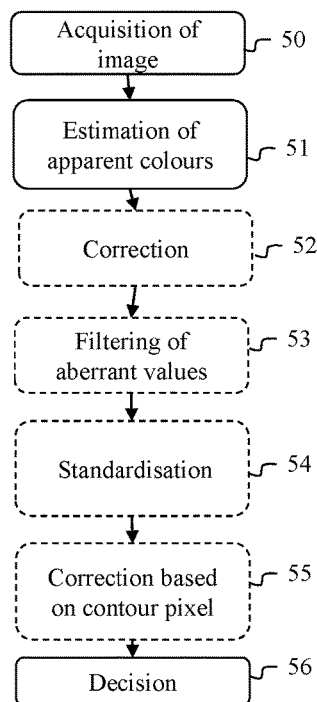 Acquisition of
image
50
Estimation of
apparent colours
51
Correction
52
Filtering of
aberrant values
53
Standardisation
54
Correction based
on contour pixel
55
Decision
56